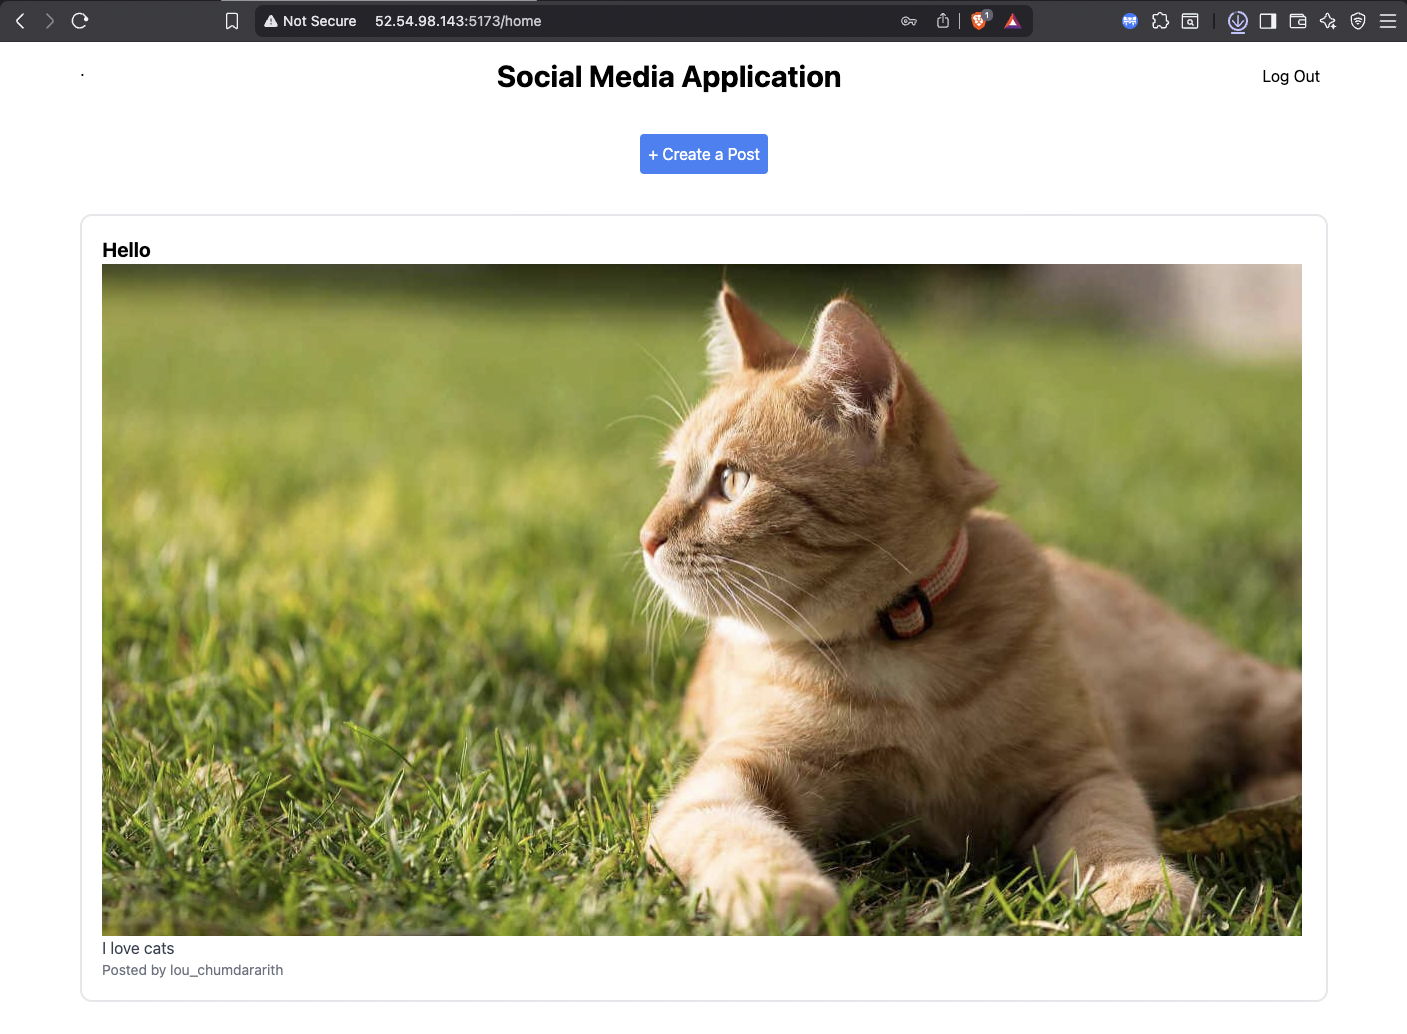 Not Secure 52.54.98.143:5173/home
1
.
Social Media Application
Log Out
+ Create a Post
Hello
I love cats
Posted by lou_chumdararith